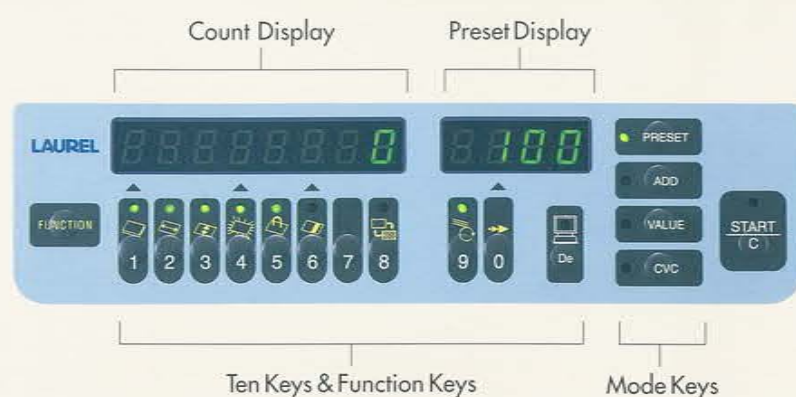 Count Display
Preset Display
LAUREL
0
100
PRESET
ADD
VALUE
CVC
START
C
FUNCTION
1 2 3 4 5 6 7 8 9 0
De
Ten Keys & Function Keys
Mode Keys